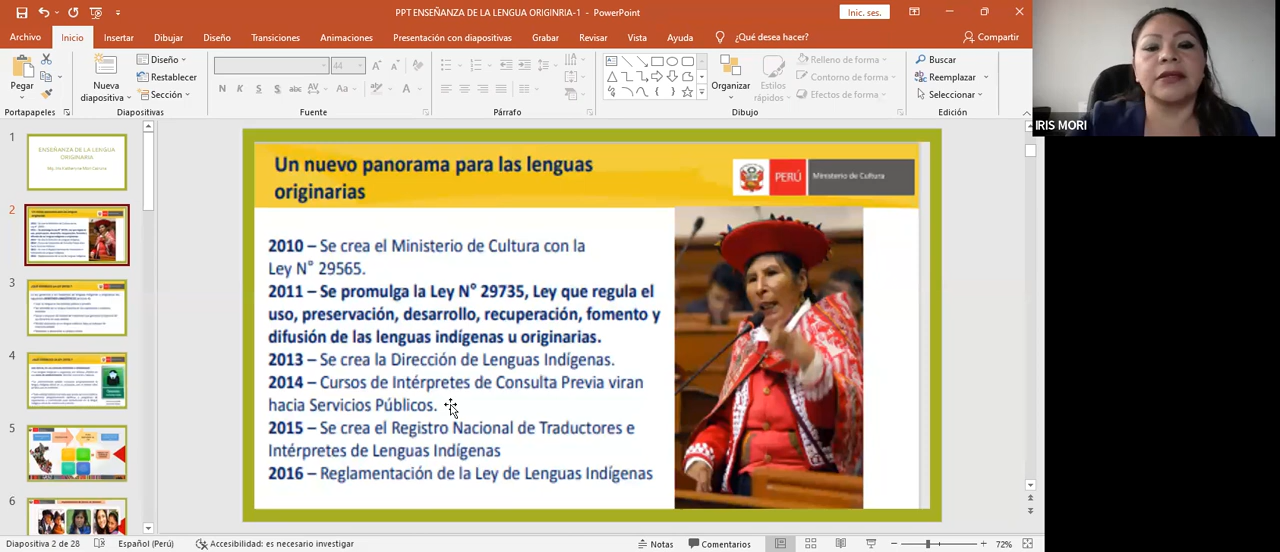 PPT ENSEÑANZA DE LA LENGUA ORIGINRIA-1 - PowerPoint
Inic. ses.
Archivo Inicio Insertar Dibujar Diseño Transiciones Animaciones Presentación con diapositivas Grabar Revisar Vista Ayuda ¿Qué desea hacer? Compartir
Pegar
Portapapeles
Nueva
diapositiva
Diseño
Restablecer
Sección
Diapositivas
44
N K S
Fuente
Párrafo
Organizar
Estilos
rápidos
Relleno de forma
Contorno de forma
Efectos de forma
Dibujo
Buscar
Reemplazar
Seleccionar
Edición
IRIS MORI
1
ENSEÑANZA DE LA LENGUA
ORIGINARIA
2
3
4
5
6
Un nuevo panorama para las lenguas
originarias
PERÚ Ministerio de Cultura
2010 – Se crea el Ministerio de Cultura con la
Ley N° 29565.
2011 – Se promulga la Ley N° 29735, Ley que regula el
uso, preservación, desarrollo, recuperación, fomento y
difusión de las lenguas indígenas u originarias.
2013 – Se crea la Dirección de Lenguas Indígenas.
2014 – Cursos de Intérpretes de Consulta Previa viran
hacia Servicios Públicos.
2015 – Se crea el Registro Nacional de Traductores e
Intérpretes de Lenguas Indígenas
2016 – Reglamentación de la Ley de Lenguas Indígenas
Diapositiva 2 de 28 Español (Perú) Accesibilidad: es necesario investigar Notas Comentarios 72%